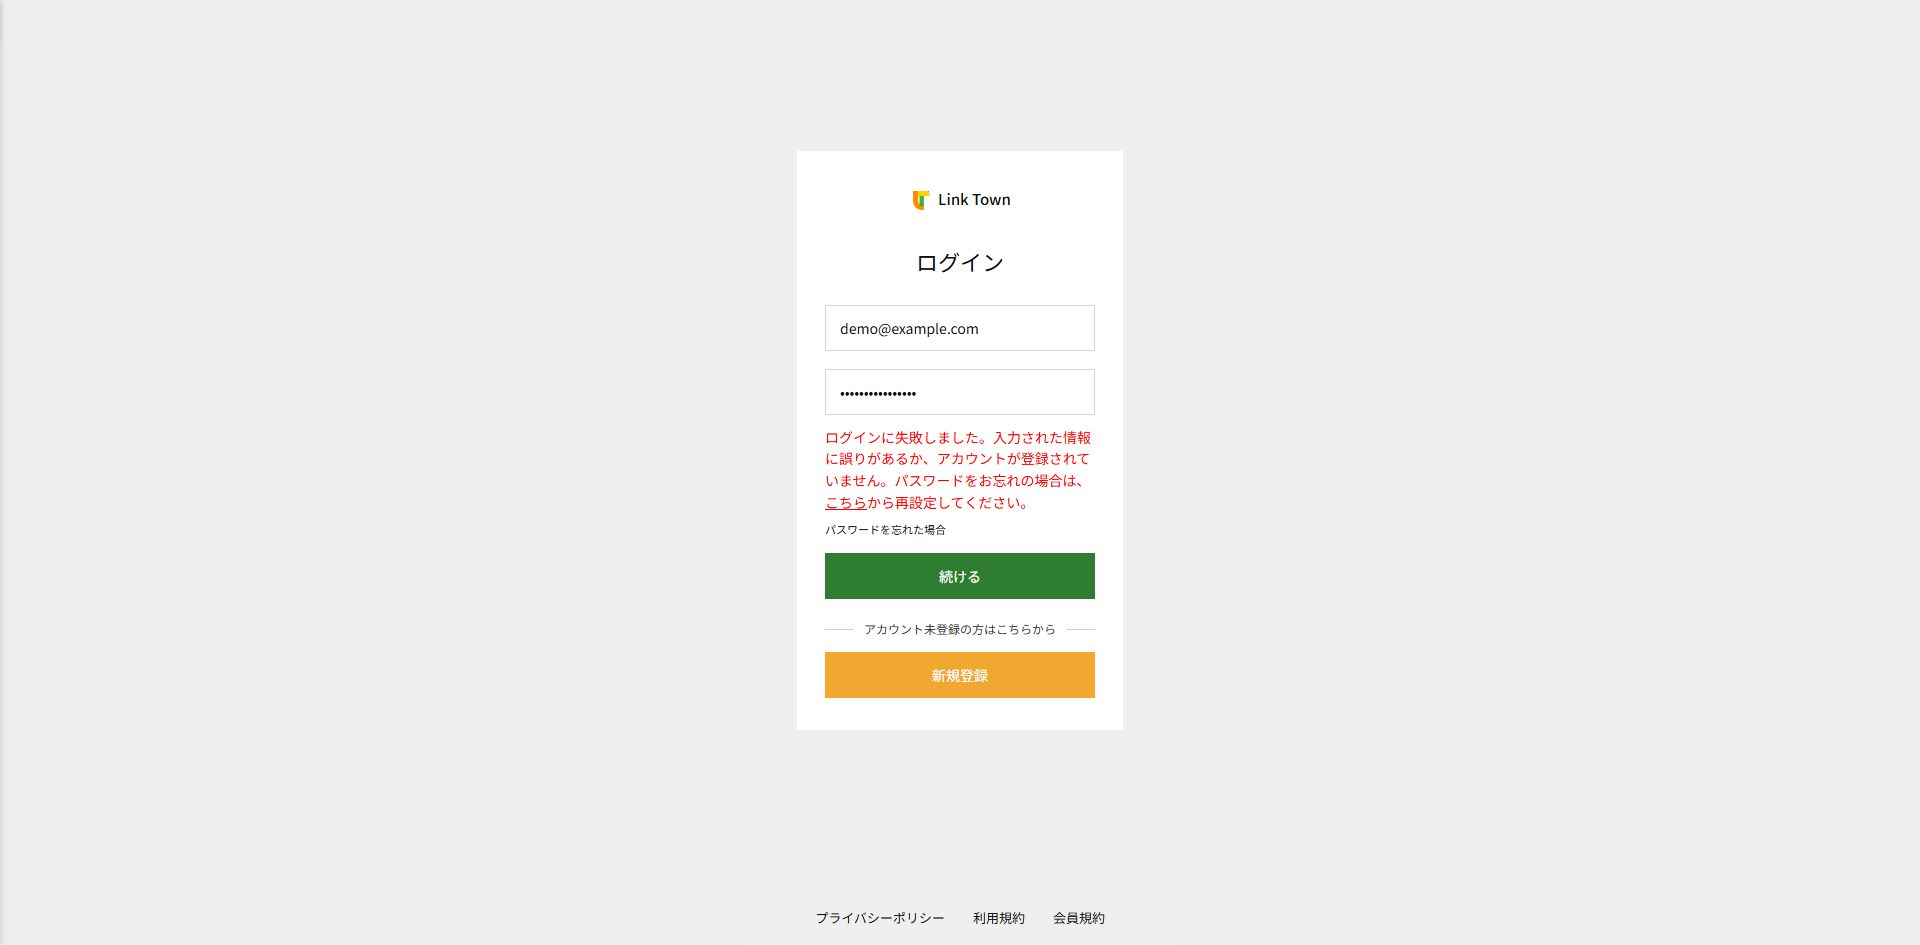 Link Town
ログイン
demo@example.com
••••••••••••••••
ログインに失敗しました。入力された情報
に誤りがあるか、アカウントが登録されて
いません。パスワードをお忘れの場合は、
こちらから再設定してください。
パスワードを忘れた場合
続ける
アカウント未登録の方はこちらから
新規登録
プライバシーポリシー 利用規約 会員規約